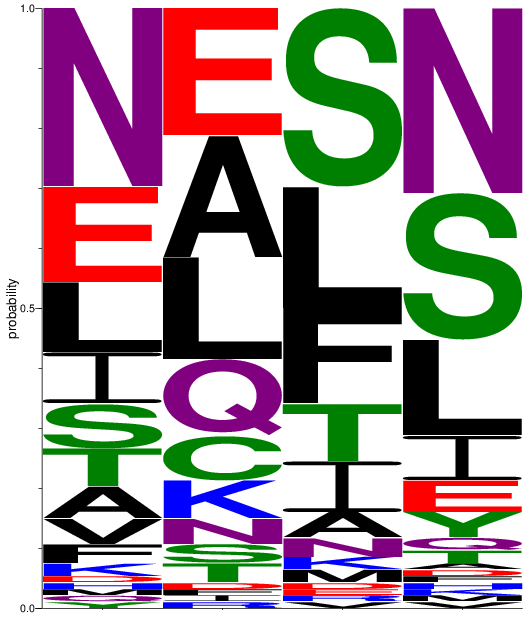 1.0
0.5
0.0
probability
N E S N
E A L S
L L F L
I Q T I
S C I E
T K A Y
A N N Q
V S K T
F T
K